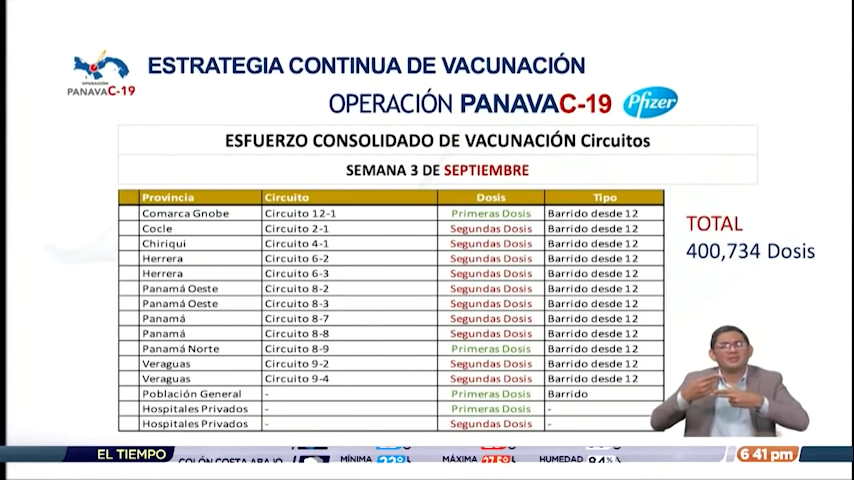 ESTRATEGIA CONTINUA DE VACUNACIÓN
OPERACIÓN
PANAVAC-19
OPERACIÓN PANAVAC-19 Pfizer
ESFUERZO CONSOLIDADO DE VACUNACIÓN Circuitos
SEMANA 3 DE SEPTIEMBRE
Provincia Circuito Dosis Tipo
Comarca Gnobe Circuito 12-1 Primeras Dosis Barrido desde 12
Cocle Circuito 2-1 Segundas Dosis Barrido desde 12
Chiriqui Circuito 4-1 Segundas Dosis Barrido desde 12
Herrera Circuito 6-2 Segundas Dosis Barrido desde 12
Herrera Circuito 6-3 Segundas Dosis Barrido desde 12
Panamá Oeste Circuito 8-2 Segundas Dosis Barrido desde 12
Panamá Oeste Circuito 8-3 Segundas Dosis Barrido desde 12
Panamá Circuito 8-7 Segundas Dosis Barrido desde 12
Panamá Circuito 8-8 Segundas Dosis Barrido desde 12
Panamá Norte Circuito 8-9 Primeras Dosis Barrido desde 12
Veraguas Circuito 9-2 Segundas Dosis Barrido desde 12
Veraguas Circuito 9-4 Segundas Dosis Barrido desde 12
Población General - Primeras Dosis Barrido
Hospitales Privados - Primeras Dosis -
Hospitales Privados - Segundas Dosis -
TOTAL
400,734 Dosis
EL TIEMPO COLÓN COSTA ABAJO MÍNIMA MÁXIMA HUMEDAD 84% 6:41 pm